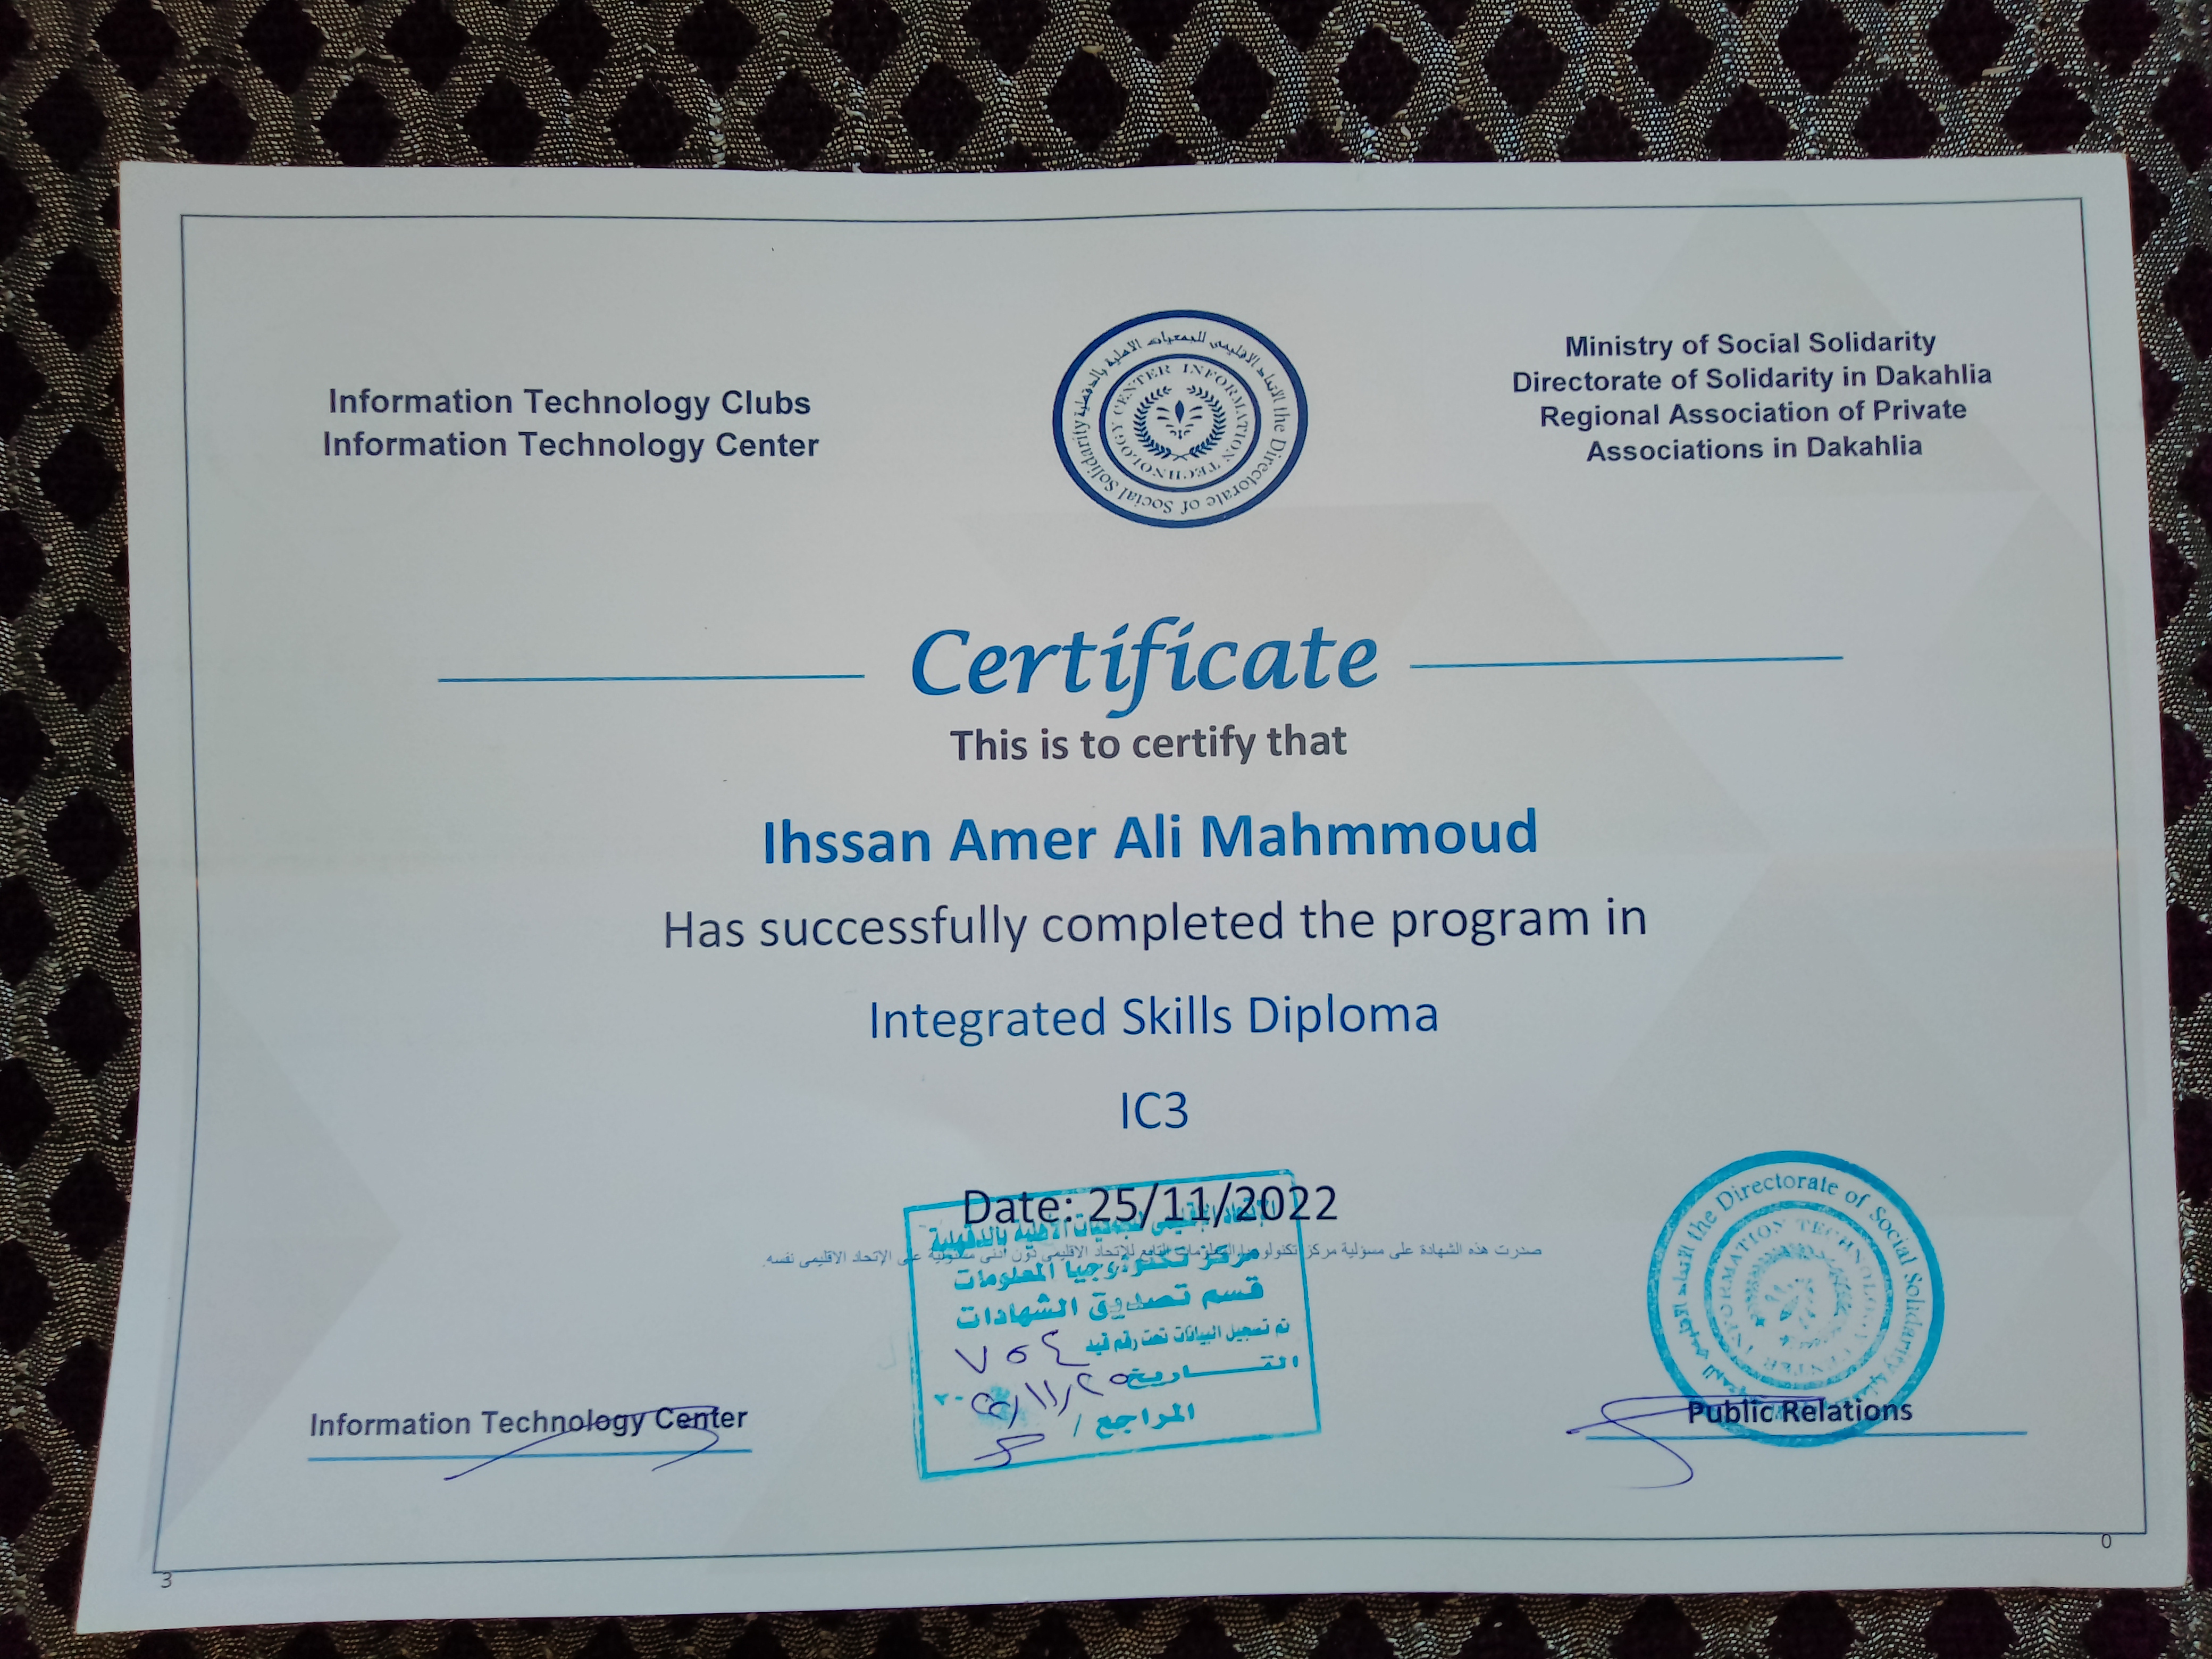 Information Technology Clubs
Information Technology Center
الاتحاد الاقليمى للجمعيات الاهلية بالدقهلية
the Directorate of Social Solidarity
INFORMATION TECHNOLOGY CENTER
Ministry of Social Solidarity
Directorate of Solidarity in Dakahlia
Regional Association of Private
Associations in Dakahlia
Certificate
This is to certify that
Ihssan Amer Ali Mahmmoud
Has successfully completed the program in
Integrated Skills Diploma
IC3
Date: 25/11/2022
صدرت هذه الشهادة على مسؤلية مركز تكنولوجيا المعلومات التابع للإتحاد الاقليمى دون ادنى مسئولية على الإتحاد الاقليمى نفسه.
الإتحاد الإقليمى للجمعيات الأهلية بالدقهلية
مركز تكنولوجيا المعلومات
قسم تصديق الشهادات
تم تسجيل البيانات تحت رقم قيد ٧٥٤
التاريخ ٢٥/١١/٢٠٢٢
المراجع /
the Directorate of Social Solidarity
INFORMATION TECHNOLOGY CENTER
Information Technology Center
Public Relations
3
0